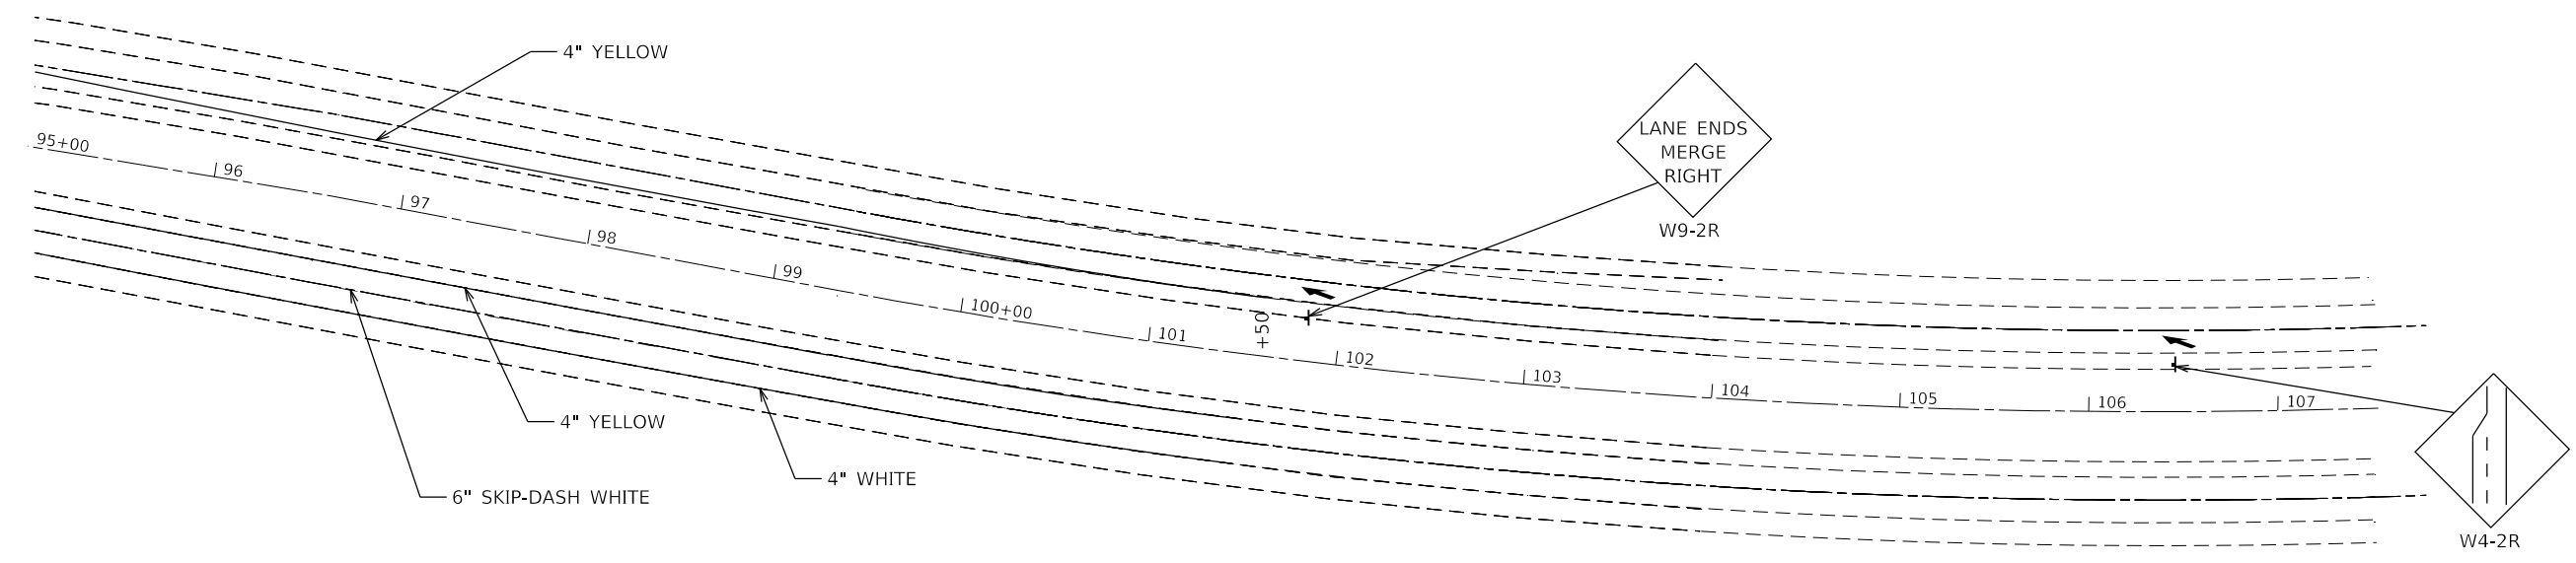 4" YELLOW
LANE ENDS
MERGE
RIGHT
W9-2R
95+00
96
97
98
99
100+00
101
+50
102
103
104
105
106
107
4" YELLOW
4" WHITE
6" SKIP-DASH WHITE
W4-2R